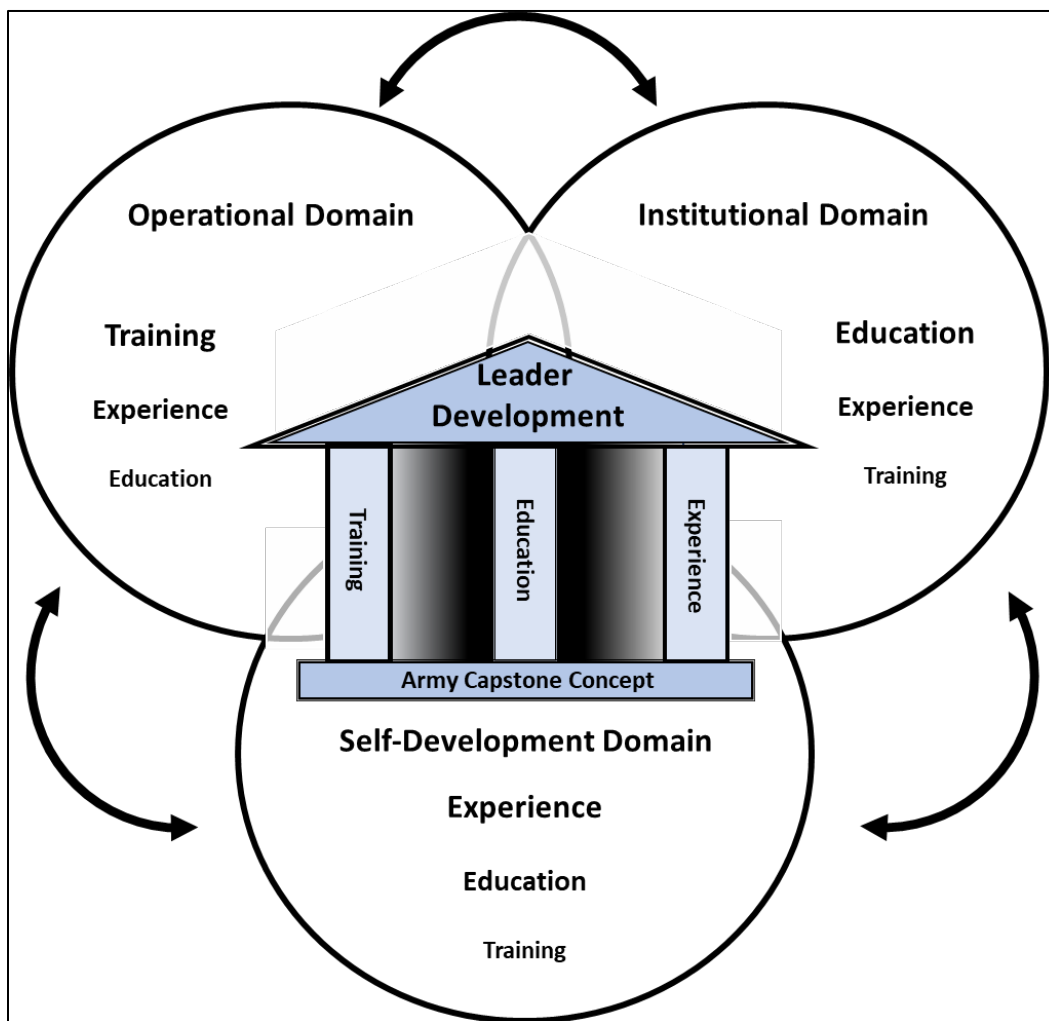 Operational Domain
Training
Experience
Education
Institutional Domain
Education
Experience
Training
Leader
Development
Training
Education
Experience
Army Capstone Concept
Self-Development Domain
Experience
Education
Training